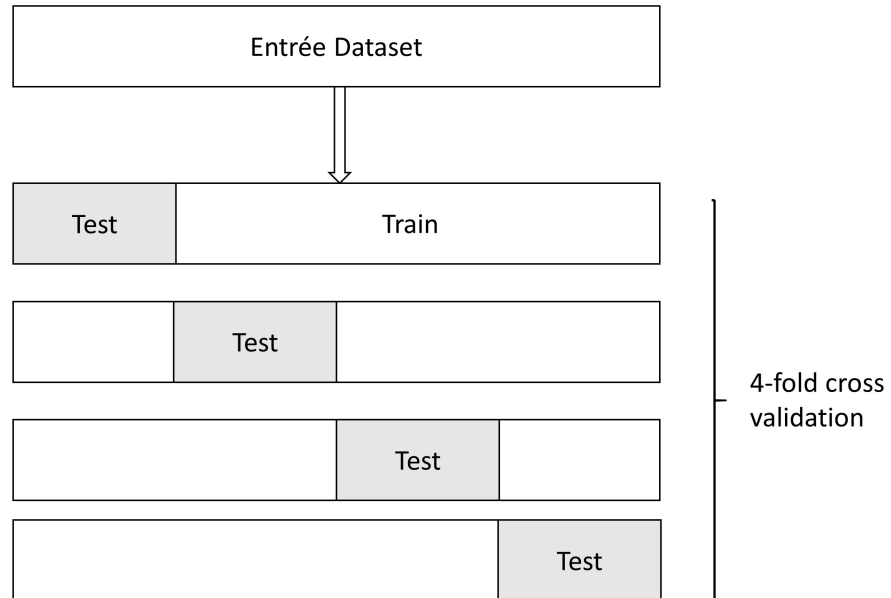 Entrée Dataset
Test
Train
Test
4-fold cross
validation
Test
Test